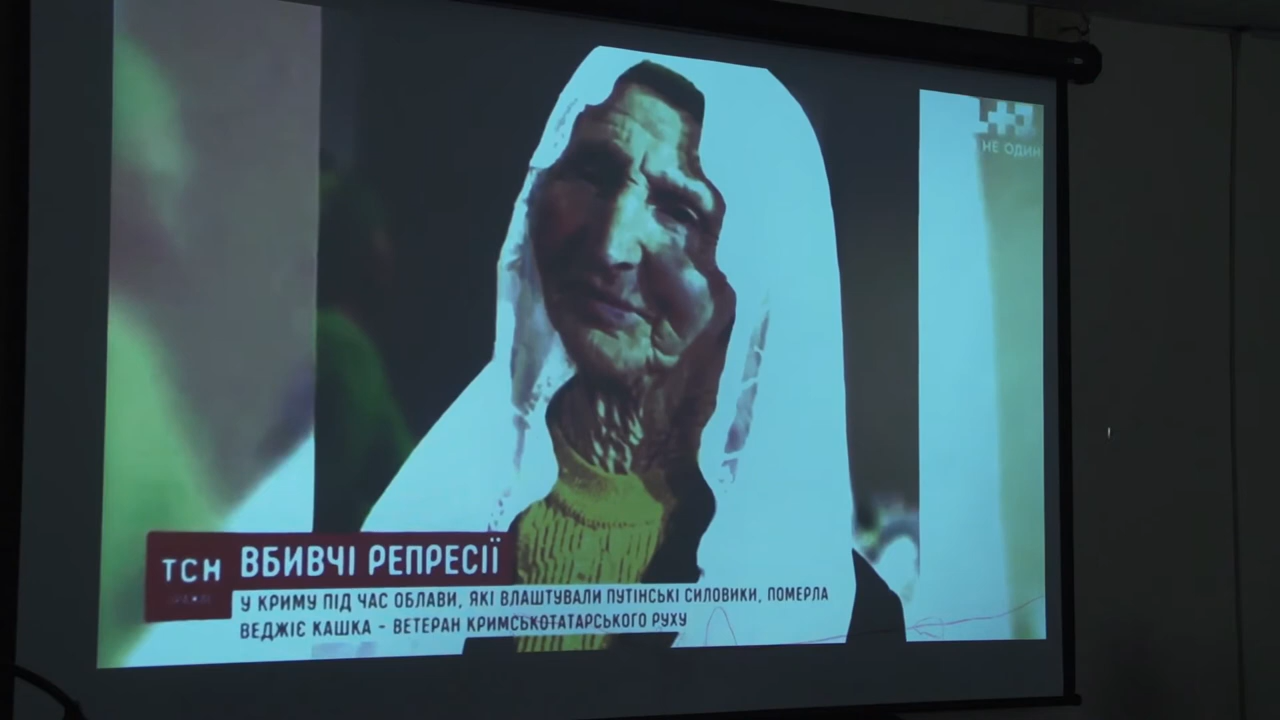 НЕ ОДИН
ТСН
ВБИВЧІ РЕПРЕСІЇ
У КРИМУ ПІД ЧАС ОБЛАВИ, ЯКІ ВЛАШТУВАЛИ ПУТІНСЬКІ СИЛОВИКИ, ПОМЕРЛА
ВЕДЖІЄ КАШКА - ВЕТЕРАН КРИМСЬКОТАТАРСЬКОГО РУХУ